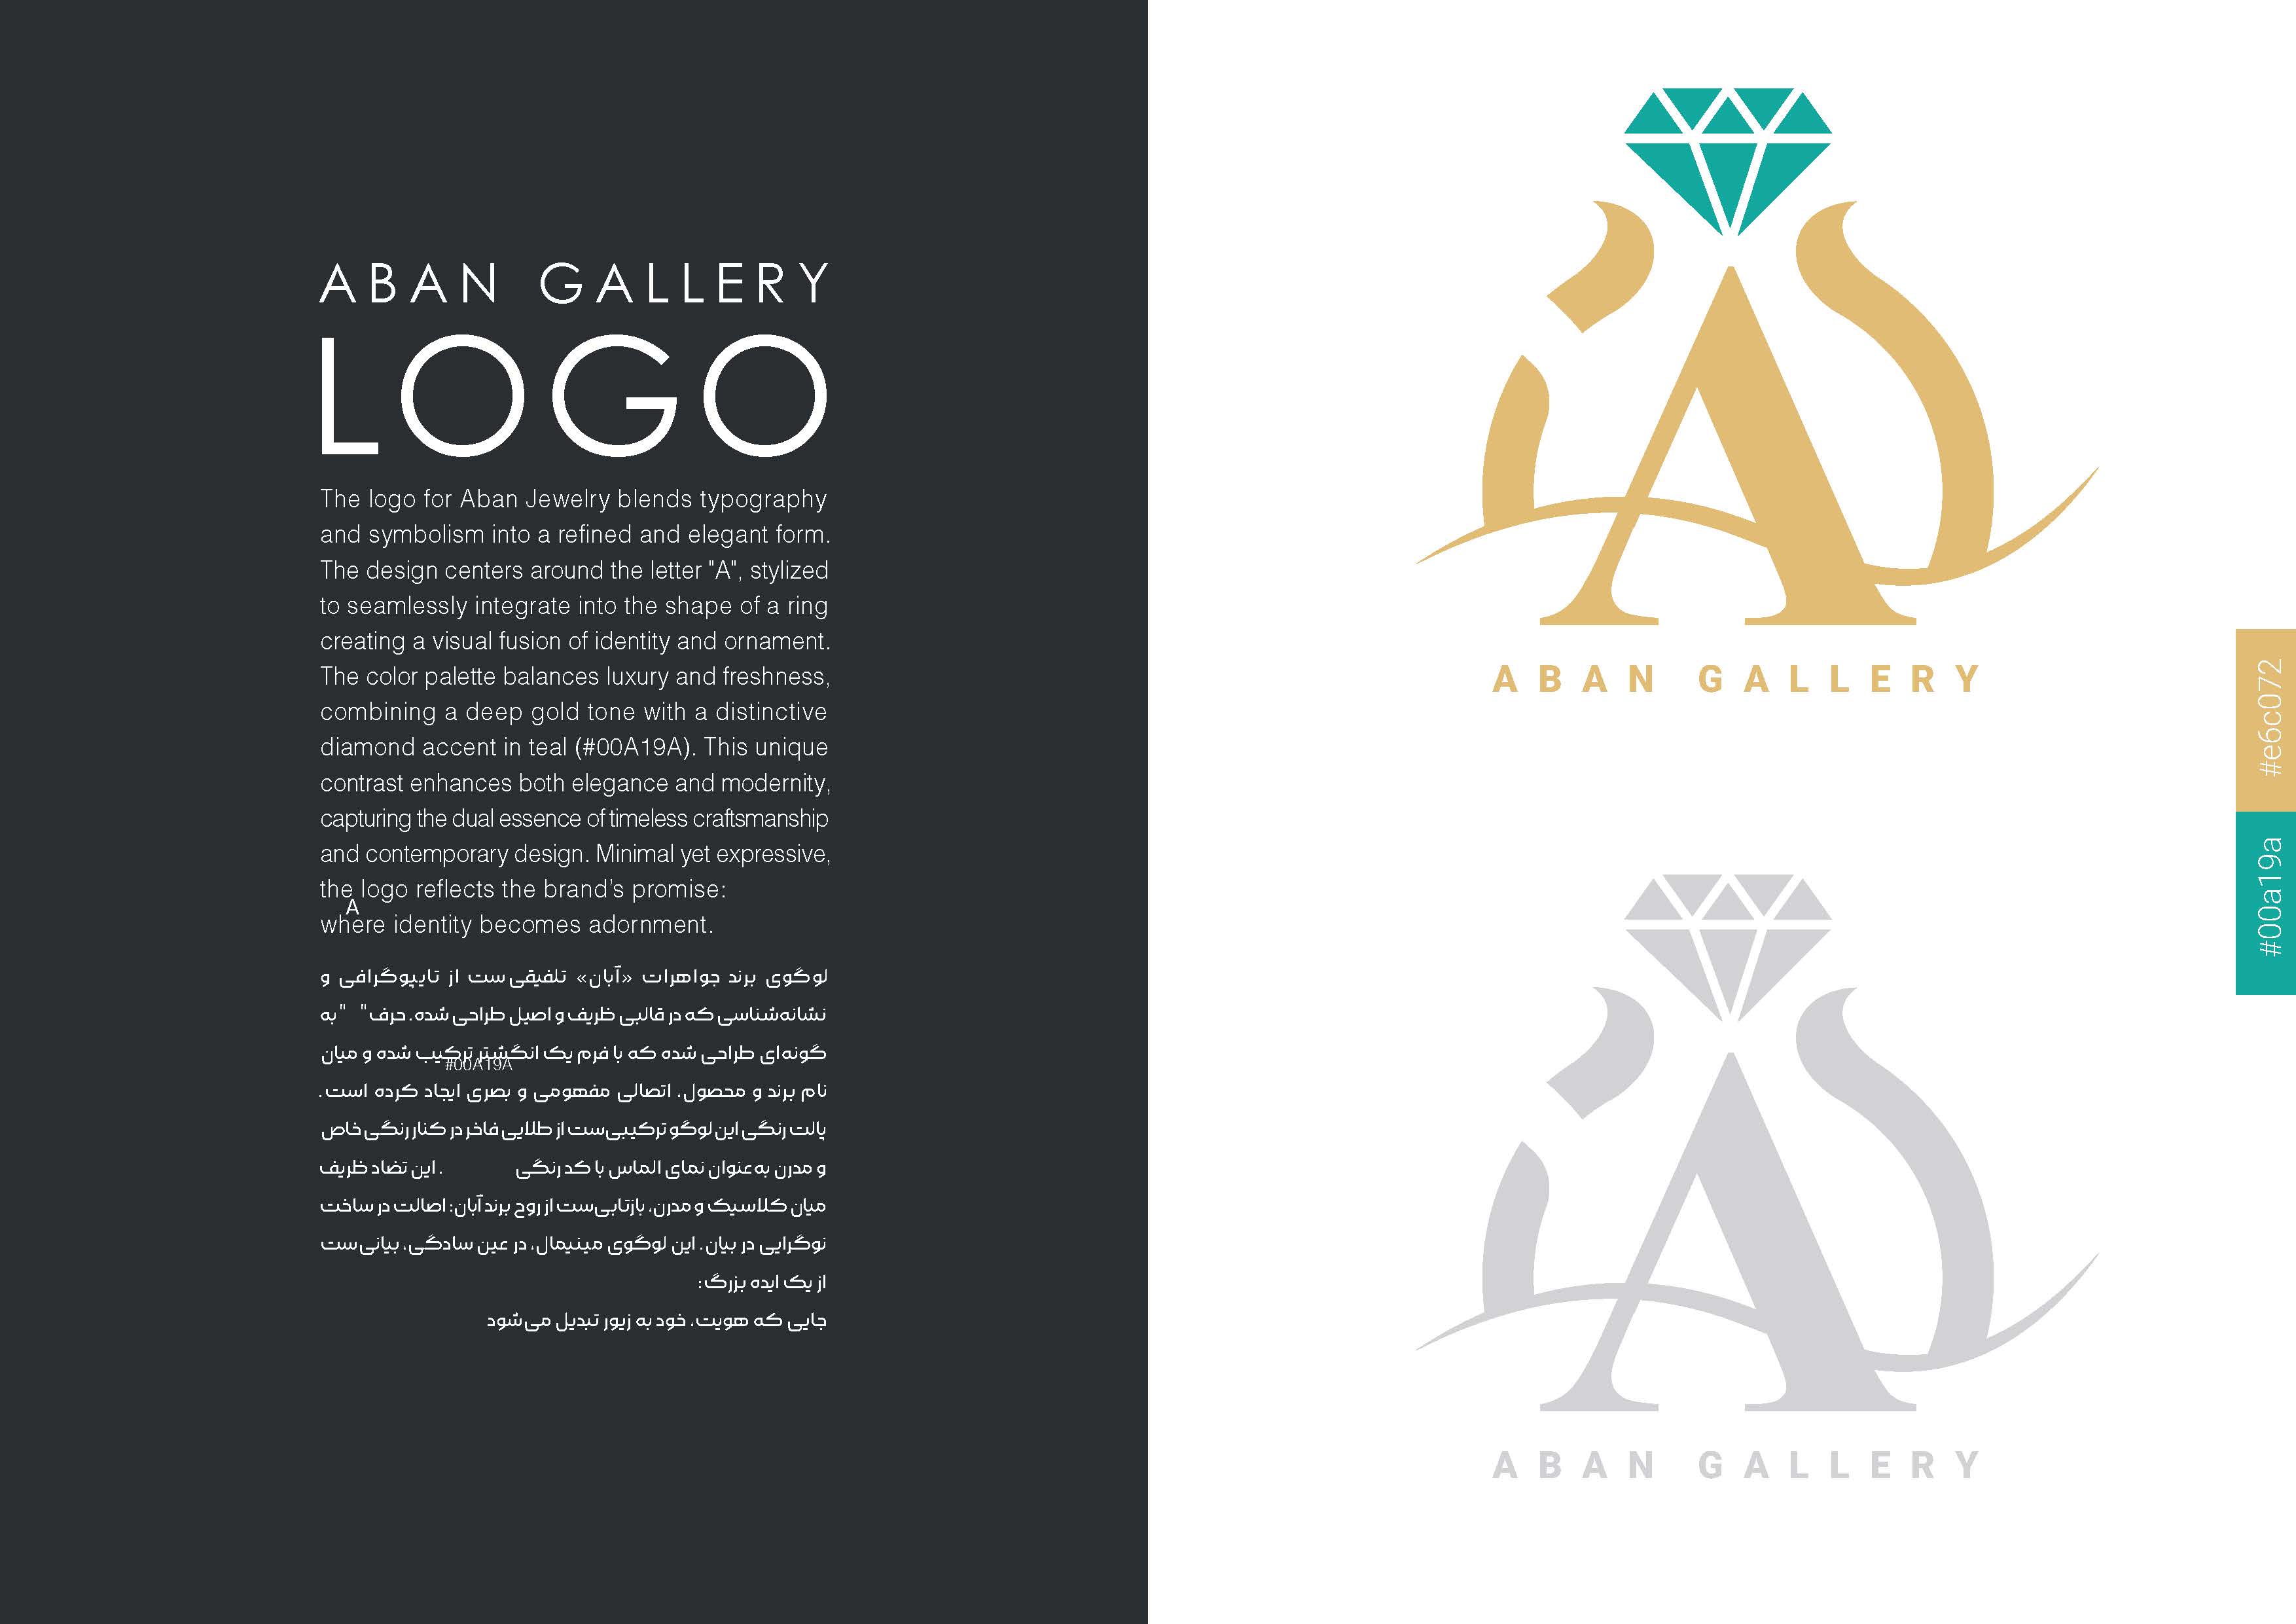 ABAN GALLERY
LOGO
The logo for Aban Jewelry blends typography
and symbolism into a refined and elegant form.
The design centers around the letter "A", stylized
to seamlessly integrate into the shape of a ring
creating a visual fusion of identity and ornament.
The color palette balances luxury and freshness,
combining a deep gold tone with a distinctive
diamond accent in teal (#00A19A). This unique
contrast enhances both elegance and modernity,
capturing the dual essence of timeless craftsmanship
and contemporary design. Minimal yet expressive,
the logo reflects the brand's promise:
A
where identity becomes adornment.
لوگوی برند جواهرات «آبان» تلفیقی‌ست از تایپوگرافی و
نشانه‌شناسی که در قالبی ظریف و اصیل طراحی شده. حرف " " به
گونه‌ای طراحی شده که با فرم یک انگشتر ترکیب شده و میان
#00A19A
نام برند و محصول، اتصالی مفهومی و بصری ایجاد کرده است.
پالت رنگی این لوگو ترکیبی‌ست از طلایی فاخر در کنار رنگی خاص
و مدرن به‌عنوان نمای الماس با کد رنگی . این تضاد ظریف
میان کلاسیک و مدرن، بازتابی‌ست از روح برند آبان: اصالت در ساخت
نوگرایی در بیان. این لوگوی مینیمال، در عین سادگی، بیانی‌ست
از یک ایده بزرگ:
جایی که هویت، خود به زیور تبدیل می‌شود
A
ABAN GALLERY
A
ABAN GALLERY
#e6c072
#00a19a